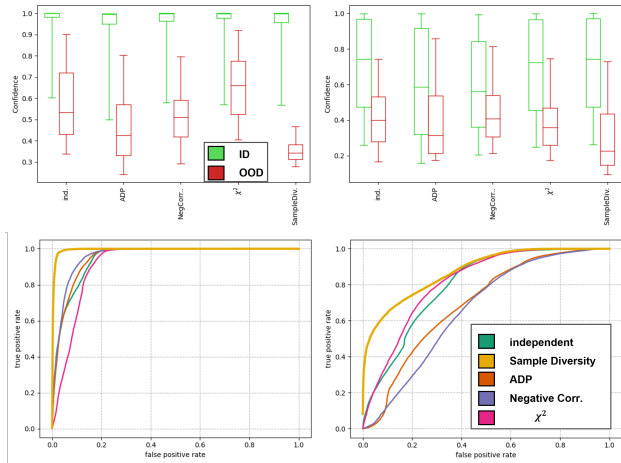 1.0
0.9
0.8
0.7
0.6
0.5
0.4
0.3
Confidence
ID
OOD
ind.
ADP
NegCorr..
χ²
SampleDiv.
1.0
0.8
0.6
0.4
0.2
Confidence
ind.
ADP
NegCorr..
χ²
SampleDiv.
1.0
0.8
0.6
0.4
0.2
0.0
true positive rate
0.0 0.2 0.4 0.6 0.8 1.0
false positive rate
1.0
0.8
0.6
0.4
0.2
0.0
true positive rate
independent
Sample Diversity
ADP
Negative Corr.
χ²
0.0 0.2 0.4 0.6 0.8 1.0
false positive rate